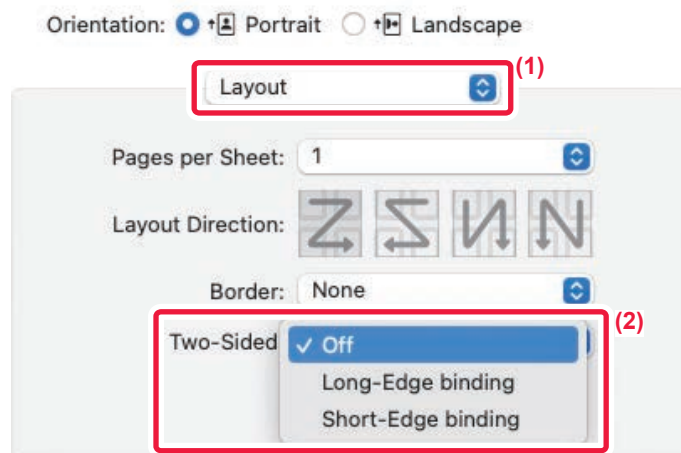 Orientation: Portrait Landscape
(1)
Layout
Pages per Sheet: 1
Layout Direction:
Border: None
(2)
Two-Sided ✓ Off
Long-Edge binding
Short-Edge binding